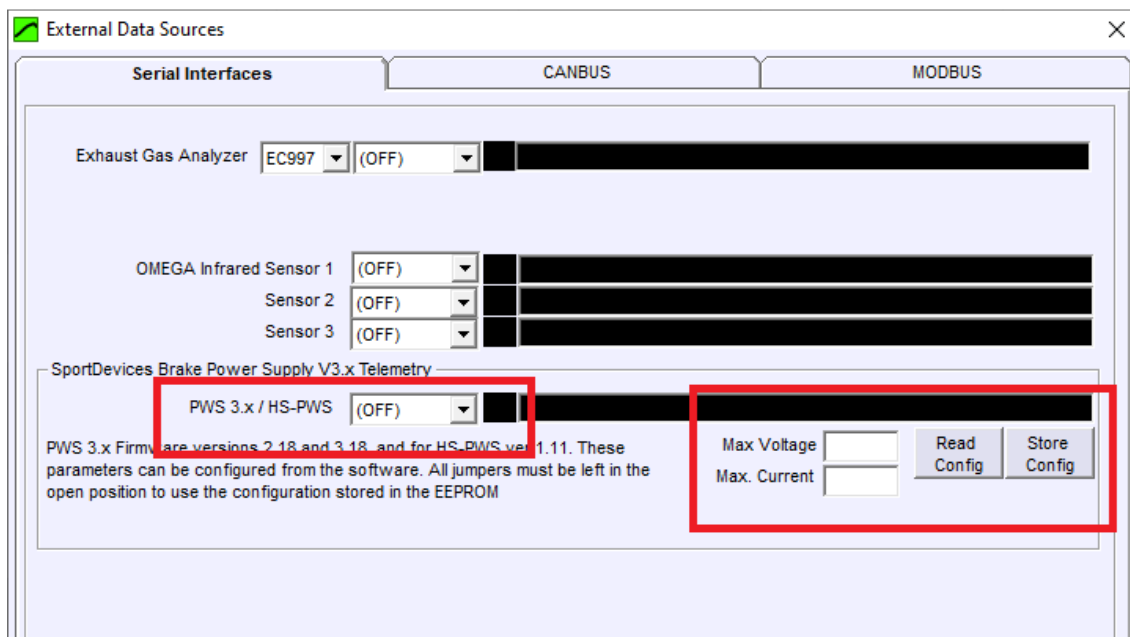 External Data Sources
Serial Interfaces
CANBUS
MODBUS
Exhaust Gas Analyzer EC997 (OFF)
OMEGA Infrared Sensor 1 (OFF)
Sensor 2 (OFF)
Sensor 3 (OFF)
SportDevices Brake Power Supply V3.x Telemetry
PWS 3.x / HS-PWS (OFF)
PWS 3.x Firmware versions 2.18 and 3.18, and for HS-PWS ver 1.11. These
parameters can be configured from the software. All jumpers must be left in the
open position to use the configuration stored in the EEPROM
Max Voltage
Max. Current
Read
Config
Store
Config